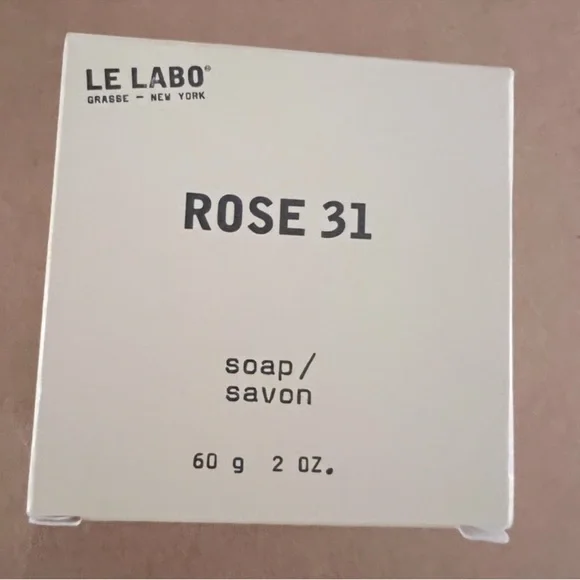 LE LABO®
GRASSE — NEW YORK
ROSE 31
soap/
savon
60 g 2 OZ.